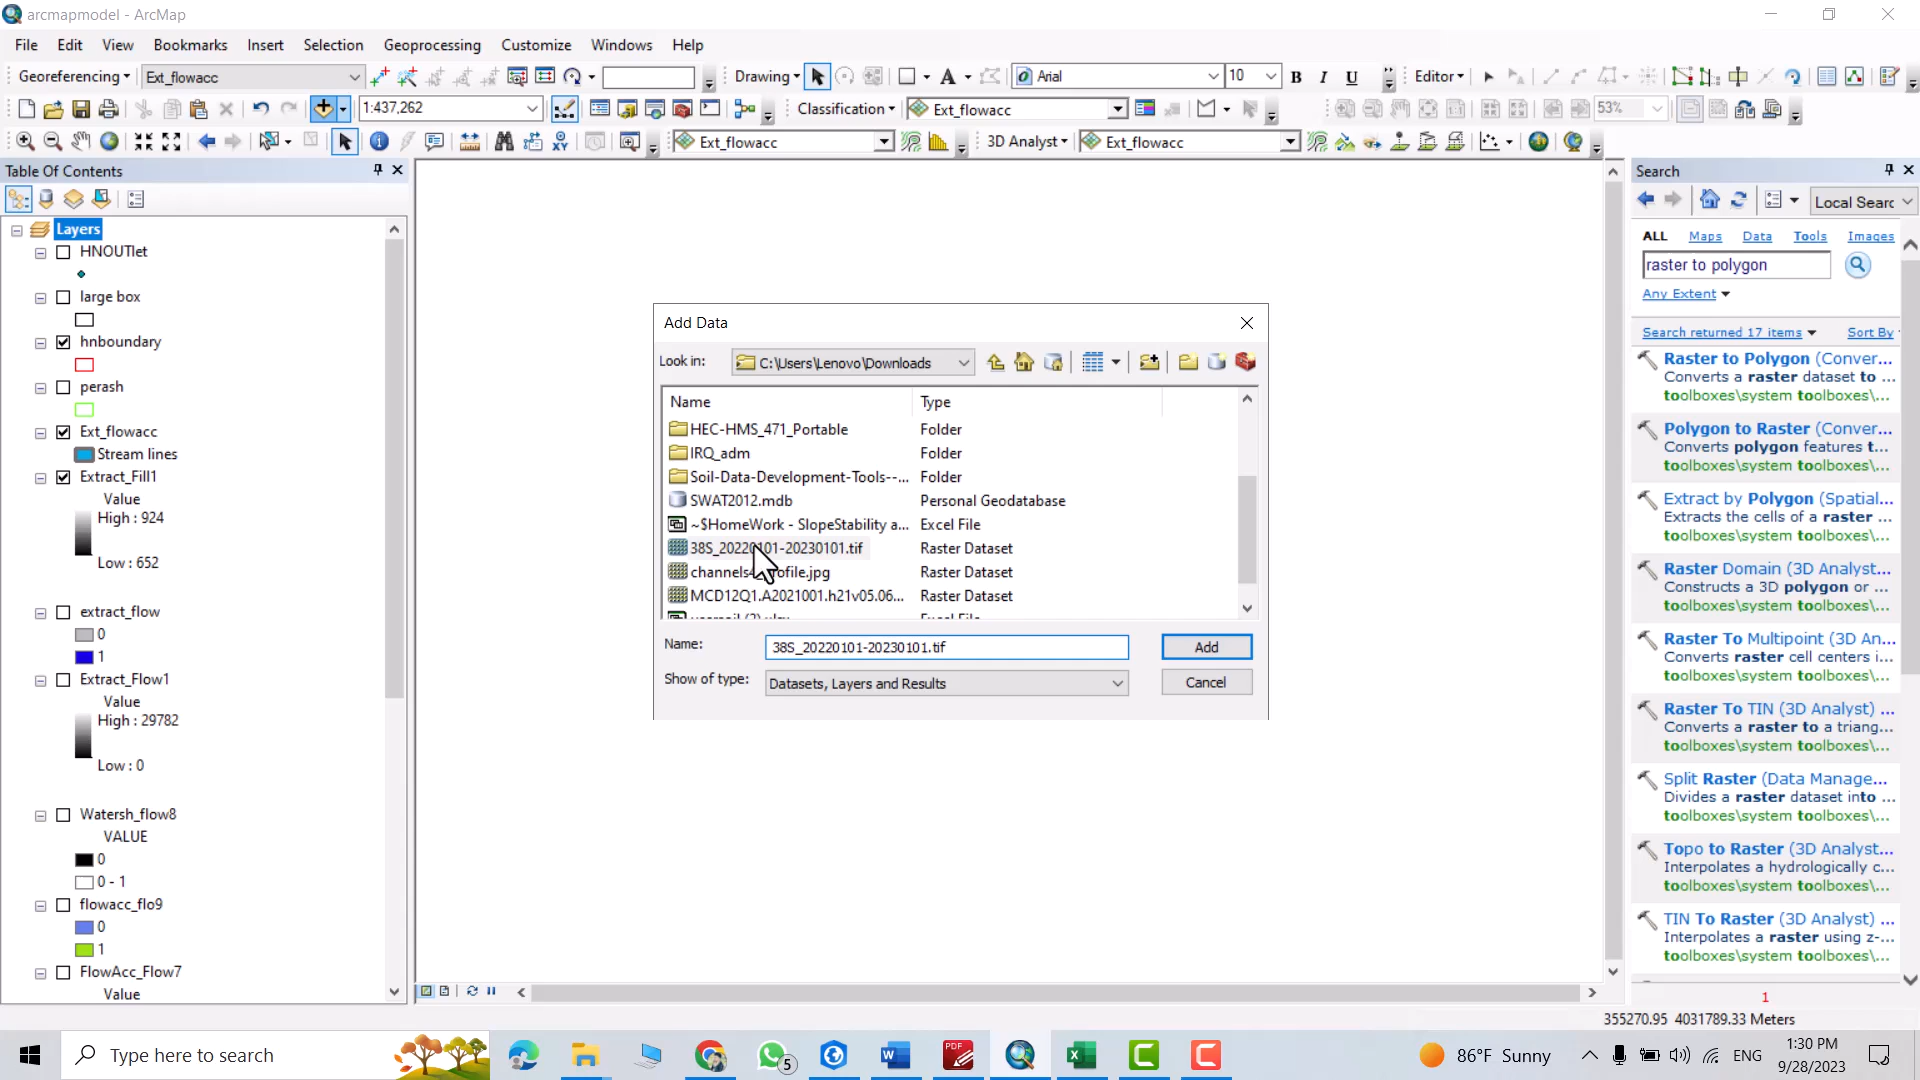 arcmapmodel - ArcMap
File Edit View Bookmarks Insert Selection Geoprocessing Customize Windows Help
Georeferencing Ext_flowacc Drawing A Arial 10 B I U Editor
1:437,262 Classification Ext_flowacc 53%
Ext_flowacc 3D Analyst Ext_flowacc
Table Of Contents
Layers
HNOUTlet
large box
hnboundary
perash
Ext_flowacc
Stream lines
Extract_Fill1
Value
High : 924
Low : 652
extract_flow
0
1
Extract_Flow1
Value
High : 29782
Low : 0
Watersh_flow8
VALUE
0
0 - 1
flowacc_flo9
0
1
FlowAcc_Flow7
Value
Add Data
Look in: C:\Users\Lenovo\Downloads
Name Type
HEC-HMS_471_Portable Folder
IRQ_adm Folder
Soil-Data-Development-Tools--... Folder
SWAT2012.mdb Personal Geodatabase
~$HomeWork - SlopeStability a... Excel File
38S_20220101-20230101.tif Raster Dataset
Raster Dataset
MCD12Q1.A2021001.h21v05.06... Raster Dataset
Name: 38S_20220101-20230101.tif Add
Show of type: Datasets, Layers and Results Cancel
Search
Local Searc
ALL Maps Data Tools Images
raster to polygon
Any Extent
Search returned 17 items Sort By
Raster to Polygon (Conver...
Converts a raster dataset to ...
toolboxes\system toolboxes\...
Polygon to Raster (Conver...
Converts polygon features t...
toolboxes\system toolboxes\...
Extract by Polygon (Spatial...
Extracts the cells of a raster ...
toolboxes\system toolboxes\...
Raster Domain (3D Analyst...
Constructs a 3D polygon or ...
toolboxes\system toolboxes\...
Raster To Multipoint (3D An...
Converts raster cell centers i...
toolboxes\system toolboxes\...
Raster To TIN (3D Analyst) ...
Converts a raster to a triang...
toolboxes\system toolboxes\...
Split Raster (Data Manage...
Divides a raster dataset into ...
toolboxes\system toolboxes\...
Topo to Raster (3D Analyst...
Interpolates a hydrologically c...
toolboxes\system toolboxes\...
TIN To Raster (3D Analyst) ...
Interpolates a raster using z-...
toolboxes\system toolboxes\...
1
355270.95 4031789.33 Meters
Type here to search
5
PDF
86°F Sunny
ENG
1:30 PM
9/28/2023